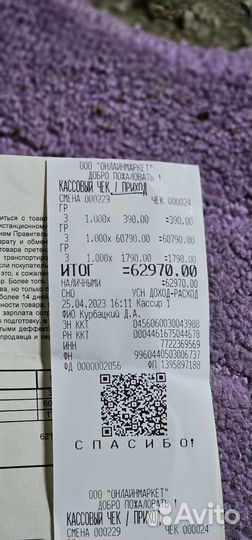 ООО "ОНЛАЙНМАРКЕТ"
ДОБРО ПОЖАЛОВАТЬ !
КАССОВЫЙ ЧЕК / ПРИХОД
СМЕНА 000229 ЧЕК 000024
ГР
3 1.000x 390.00 =390.00
ГР
3 1.000x 60790.00 =60790.00
ГР
3 1.000x 1790.00 =1790.00
ИТОГ =62970.00
НАЛИЧНЫМИ =62970.00
СНО УСН ДОХОД-РАСХОД
25.04.2023 16:11 Кассир 1
ФИО Курбацкий Д.А.
ЗН ККТ 0456060030043988
РН ККТ 0004461675044678
ИНН 7722369569
ФН 9960440503006737
ФД 0000002056 ФП 1395897188
СПАСИБО!
ООО "ОНЛАЙНМАРКЕТ"
ДОБРО ПОЖАЛОВАТЬ !
КАССОВЫЙ ЧЕК / ПРИХОД
СМЕНА 000229 ЧЕК 000024
Avito